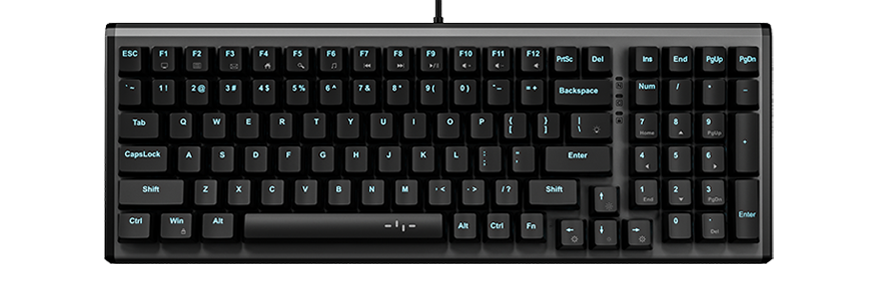 ESC F1 F2 F3 F4 F5 F6 F7 F8 F9 F10 F11 F12 PrtSc Del Ins End PgUp PgDn
~ 1 ! 2 @ 3 # 4 $ 5 % 6 ^ 7 & 8 * 9 ( 0 ) - = + Backspace Num / * -
Tab Q W E R T Y U I O P { [ } ] | \ 7 Home 8 9 PgUp +
CapsLock A S D F G H J K L : ; " ' Enter 4 5 6
Shift Z X C V B N M < > / ? Shift ↑ 1 End 2 3 PgDn Enter
Ctrl Win Alt Alt Ctrl Fn ← ↓ → 0 . Del